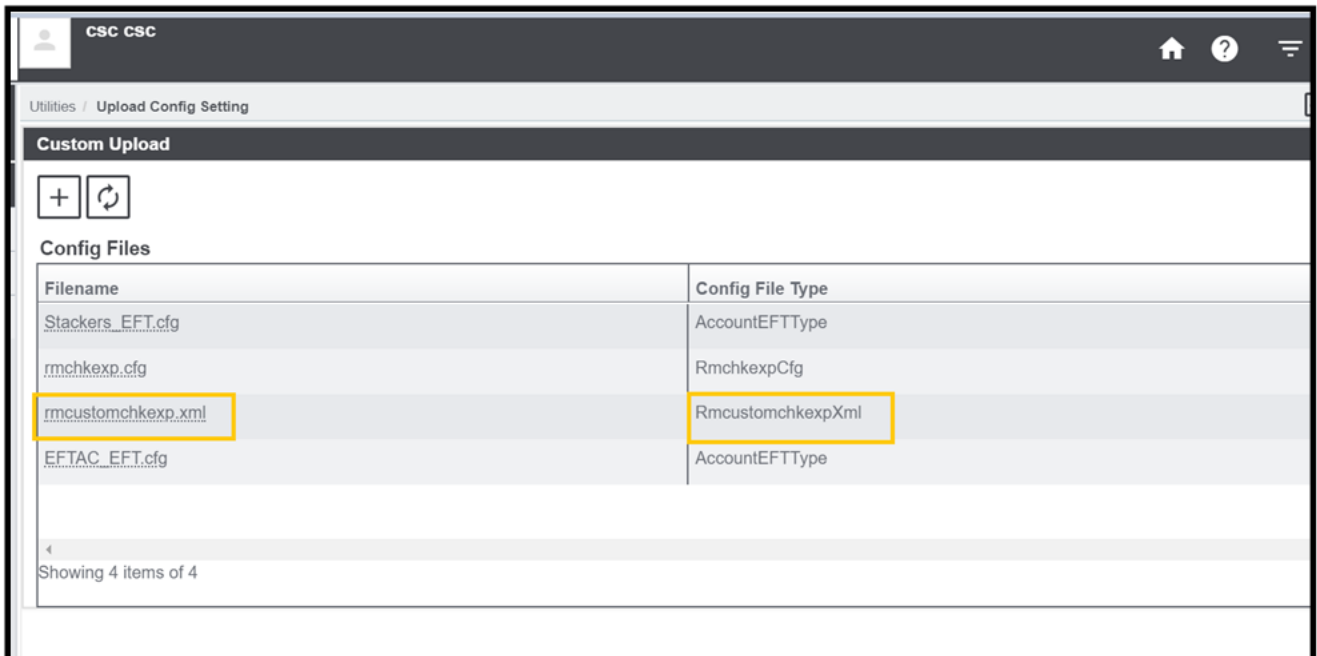 csc csc
Utilities / Upload Config Setting
Custom Upload
Config Files
Filename Config File Type
Stackers_EFT.cfg AccountEFTType
rmchkexp.cfg RmchkexpCfg
rmcustomchkexp.xml RmcustomchkexpXml
EFTAC_EFT.cfg AccountEFTType
Showing 4 items of 4